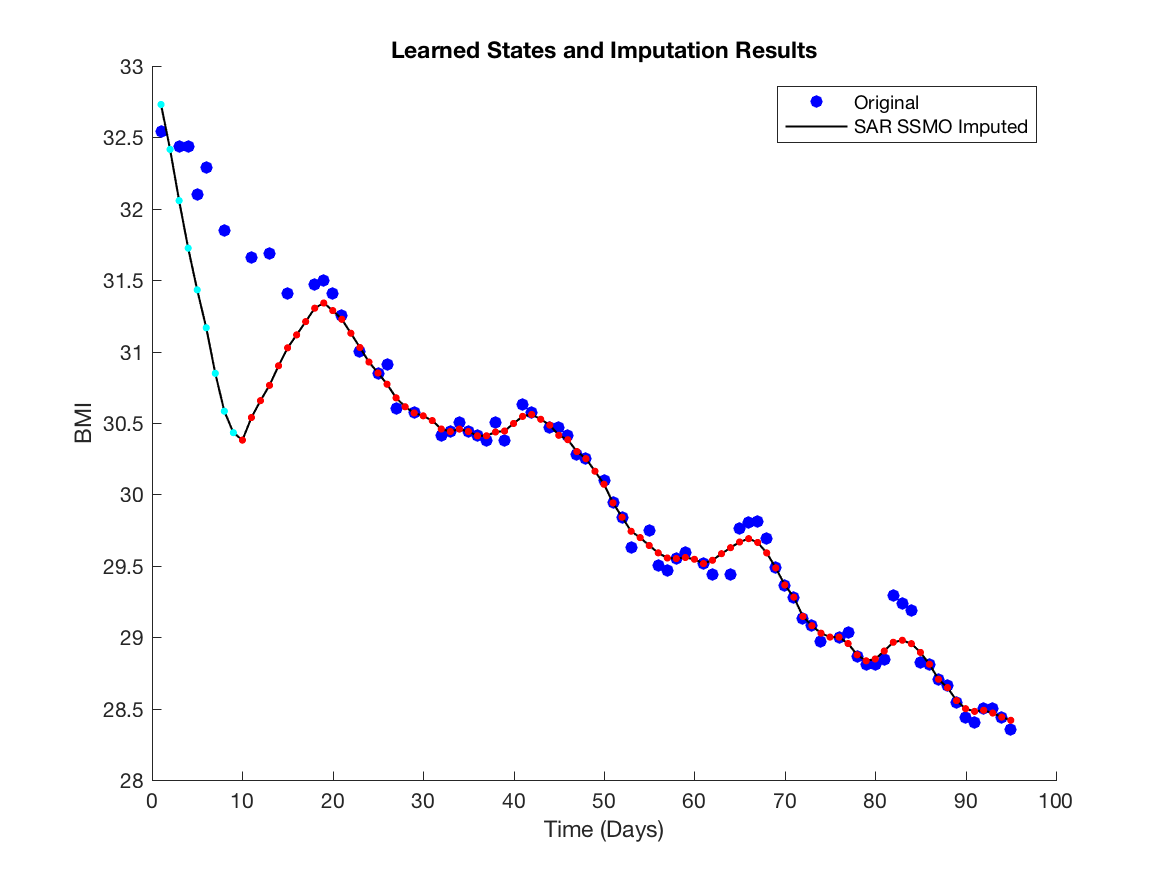 Learned States and Imputation Results
Original
SAR SSMO Imputed
BMI
33
32.5
32
31.5
31
30.5
30
29.5
29
28.5
28
0 10 20 30 40 50 60 70 80 90 100
Time (Days)